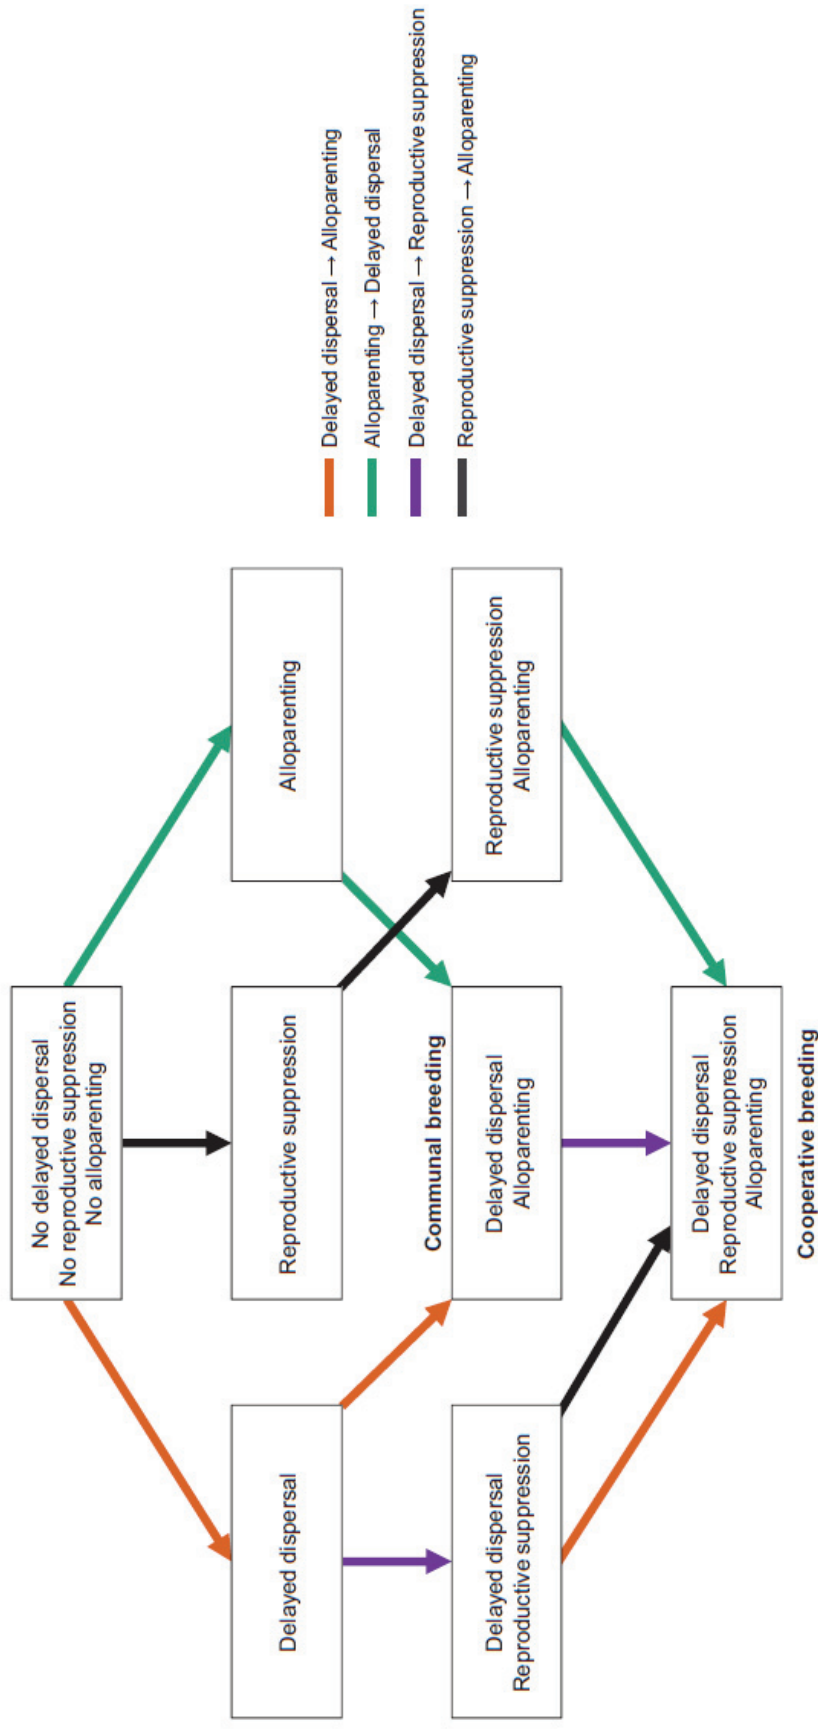 No delayed dispersal
No reproductive suppression
No alloparenting
Delayed dispersal
Reproductive suppression
Alloparenting
Communal breeding
Delayed dispersal
Reproductive suppression
Delayed dispersal
Alloparenting
Reproductive suppression
Alloparenting
Delayed dispersal
Reproductive suppression
Alloparenting
Cooperative breeding
Delayed dispersal → Alloparenting
Alloparenting → Delayed dispersal
Delayed dispersal → Reproductive suppression
Reproductive suppression → Alloparenting